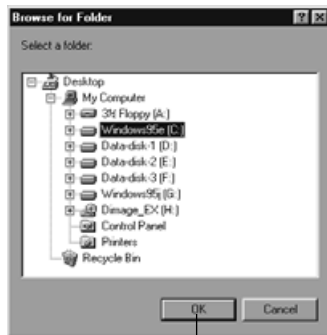 Browse for Folder
Select a folder:
Desktop
My Computer
3½ Floppy (A:)
Windows95e (C:)
Data-disk-1 (D:)
Data-disk-2 (E:)
Data-disk-3 (F:)
Windows95j (G:)
Dimage_EX (H:)
Control Panel
Printers
Recycle Bin
OK
Cancel